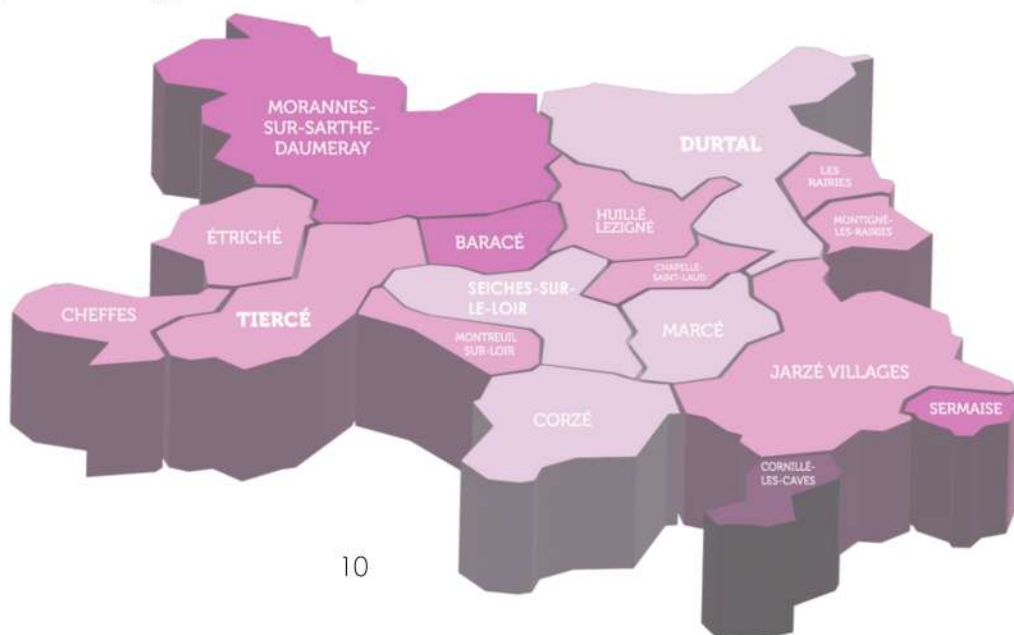 MORANNES-
SUR-SARTHE-
DAUMERAY
DURTAL
LES
RAIRIES
MONTIGNÉ-
LES-RAIRIES
HUILLÉ
LEZIGNÉ
ÉTRICHÉ
BARACÉ
CHAPELLE-
SAINT-LAUD
SEICHES-SUR-
LE-LOIR
CHEFFES
TIERCÉ
MARCÉ
MONTREUIL
SUR-LOIR
JARZÉ VILLAGES
SERMAISE
CORZÉ
CORNILLÉ-
LES-CAVES
10